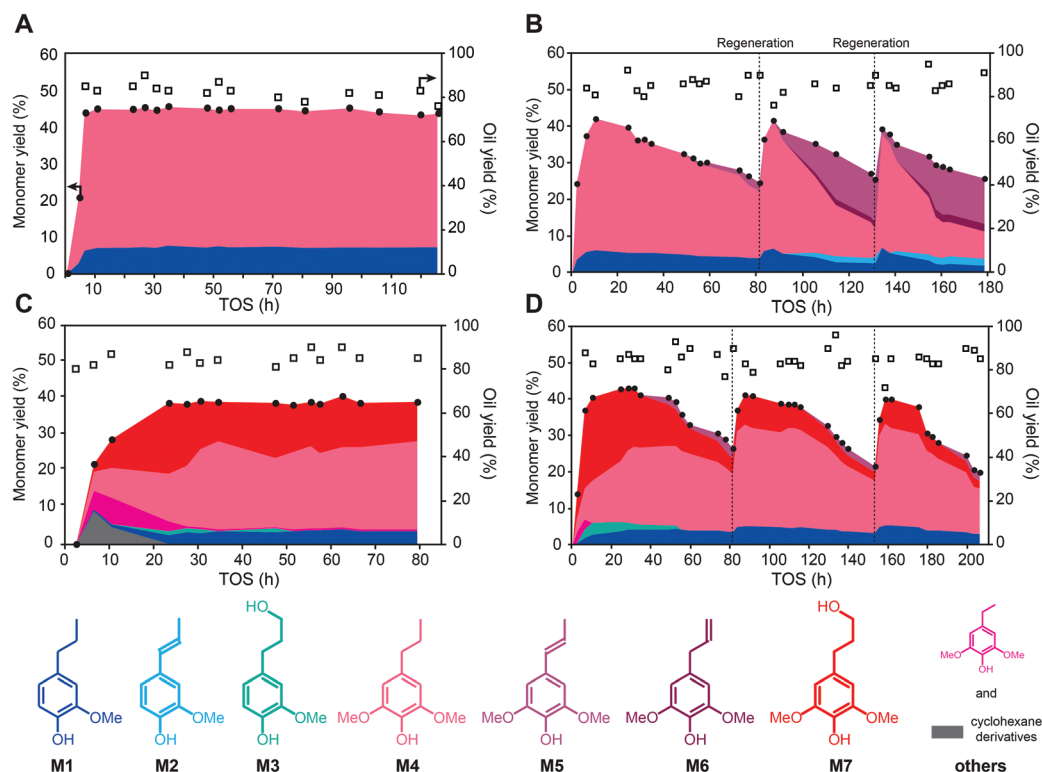 A
Monomer yield (%)
60
50
40
30
20
10
0
100
80
60
40
20
0
Oil yield (%)
10
30
50
70
90
110
TOS (h)
B
Regeneration
Regeneration
Monomer yield (%)
60
50
40
30
20
10
0
100
80
60
40
20
0
Oil yield (%)
0 20 40 60 80 100 120 140 160 180
TOS (h)
C
Monomer yield (%)
60
50
40
30
20
10
0
100
80
60
40
20
0
Oil yield (%)
0 10 20 30 40 50 60 70 80
TOS (h)
D
Monomer yield (%)
60
50
40
30
20
10
0
100
80
60
40
20
0
Oil yield (%)
0 40 80 120 160 200
TOS (h)
OMe
OH
M1
OMe
OH
M2
HO
OMe
OH
M3
MeO OMe
OH
M4
MeO OMe
OH
M5
MeO OMe
OH
M6
HO
MeO OMe
OH
M7
MeO OMe
OH
and
cyclohexane
derivatives
others